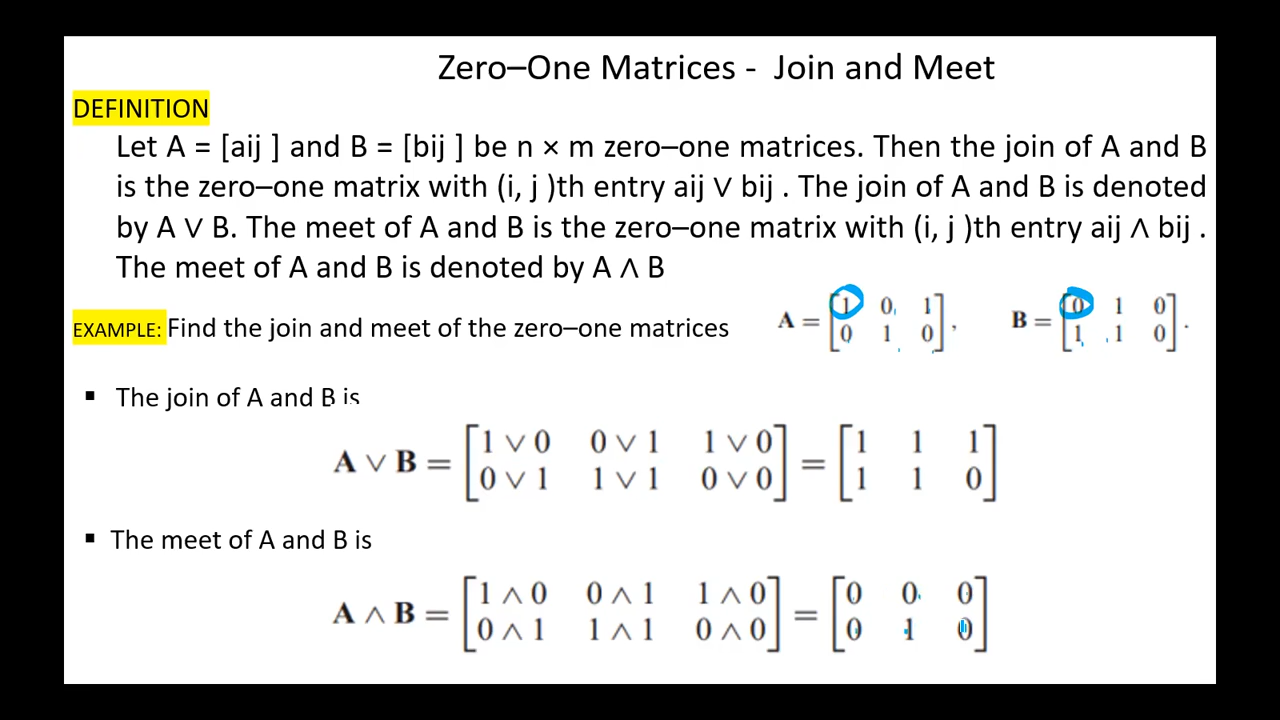 Zero–One Matrices - Join and Meet
DEFINITION
Let A = [aij ] and B = [bij ] be n × m zero–one matrices. Then the join of A and B
is the zero–one matrix with (i, j )th entry aij ∨ bij . The join of A and B is denoted
by A ∨ B. The meet of A and B is the zero–one matrix with (i, j )th entry aij ∧ bij .
The meet of A and B is denoted by A ∧ B
EXAMPLE: Find the join and meet of the zero–one matrices
A = [1 0 1
0 1 0],
B = [0 1 0
1 1 0].
▪ The join of A and B is
A ∨ B = [1 ∨ 0 0 ∨ 1 1 ∨ 0
0 ∨ 1 1 ∨ 1 0 ∨ 0] = [1 1 1
1 1 0]
▪ The meet of A and B is
A ∧ B = [1 ∧ 0 0 ∧ 1 1 ∧ 0
0 ∧ 1 1 ∧ 1 0 ∧ 0] = [0 0 0
0 1 0]